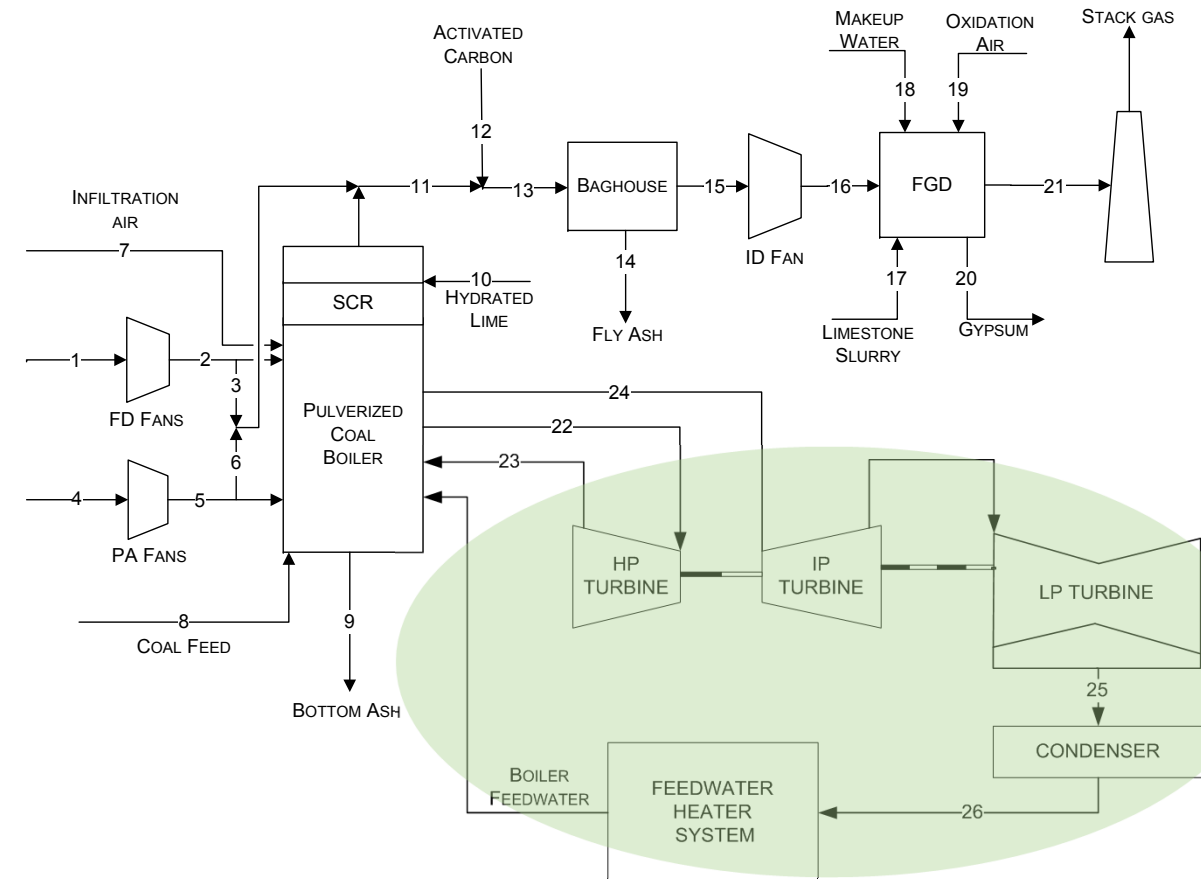 ACTIVATED
CARBON
MAKEUP
WATER
OXIDATION
AIR
STACK GAS
18
19
12
INFILTRATION
AIR
7
11
13
BAGHOUSE
15
16
FGD
21
ID FAN
14
10
HYDRATED
LIME
SCR
17
20
FLY ASH
LIMESTONE
SLURRY
GYPSUM
1
2
3
FD FANS
24
PULVERIZED
COAL
BOILER
22
23
6
4
5
PA FANS
HP
TURBINE
IP
TURBINE
LP TURBINE
8
COAL FEED
9
BOTTOM ASH
25
CONDENSER
BOILER
FEEDWATER
FEEDWATER
HEATER
SYSTEM
26